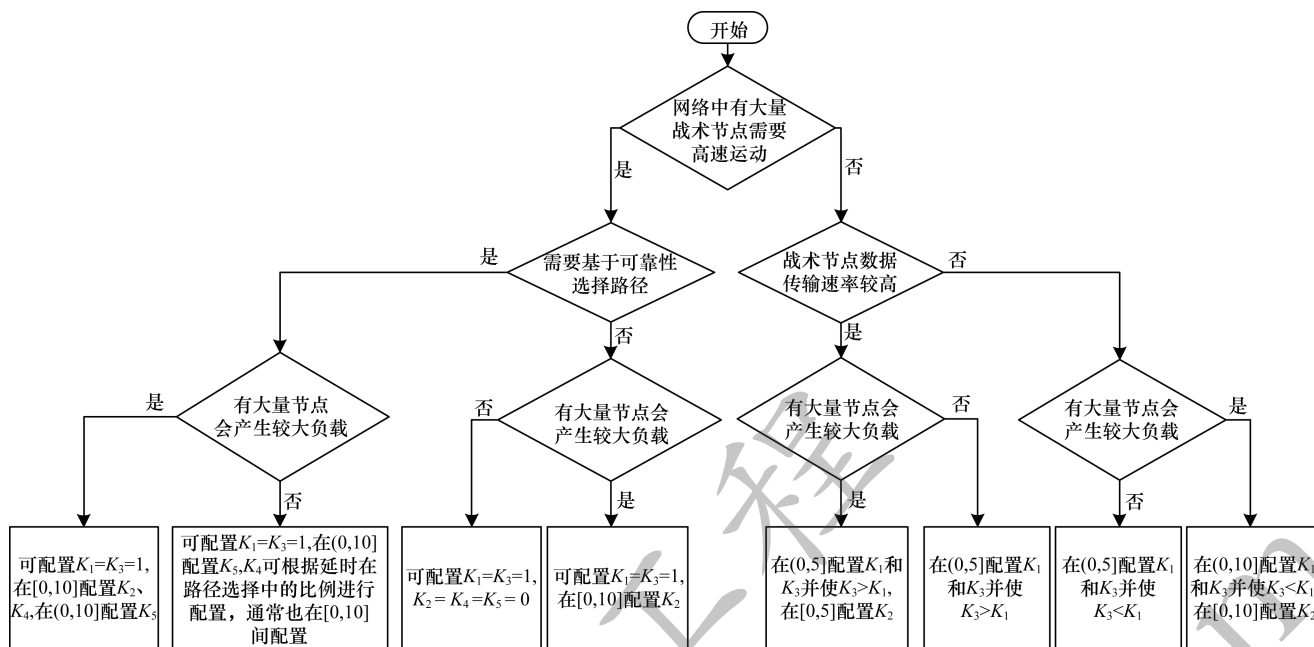 开始
网络中有大量
战术节点需要
高速运动
是
否
需要基于可靠性
选择路径
战术节点数据
传输速率较高
是
否
否
是
有大量节点
会产生较大负载
有大量节点会
产生较大负载
有大量节点会
产生较大负载
有大量节点会
产生较大负载
是
否
否
是
否
是
否
是
可配置K₁=K₃=1,
在[0,10]配置K₂、
K₄,在(0,10]配置K₅
可配置K₁=K₃=1,在(0,10]
配置K₅,K₄可根据延时在
路径选择中的比例进行
配置，通常也在[0,10]
间配置
可配置K₁=K₃=1,
K₂ = K₄ = K₅ = 0
可配置K₁=K₃=1,
在[0,10]配置K₂
在(0,5]配置K₁和
K₃并使K₃>K₁,
在[0,5]配置K₂
在(0,5]配置K₁
和K₃并使
K₃>K₁
在(0,5]配置K₁
和K₃并使
K₃<K₁
在(0,10]配置K₁
和K₃并使K₃<K₁
在[0,10]配置K₂
工程